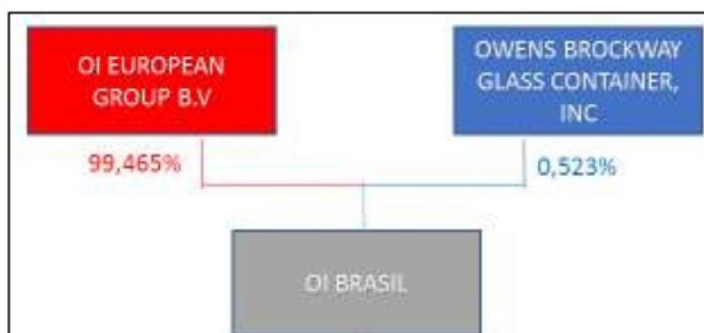 OI EUROPEAN
GROUP B.V
OWENS BROCKWAY
GLASS CONTAINER,
INC
99,465%
0,523%
OI BRASIL